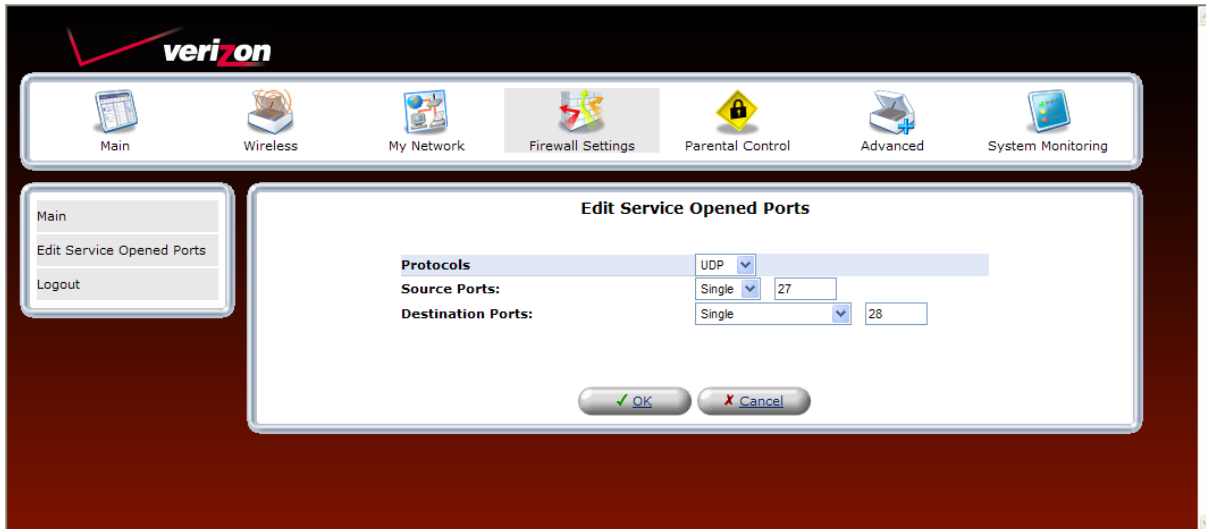 verizon
Main Wireless My Network Firewall Settings Parental Control Advanced System Monitoring
Main
Edit Service Opened Ports
Logout
Edit Service Opened Ports
Protocols UDP
Source Ports: Single 27
Destination Ports: Single 28
✓ OK ✗ Cancel